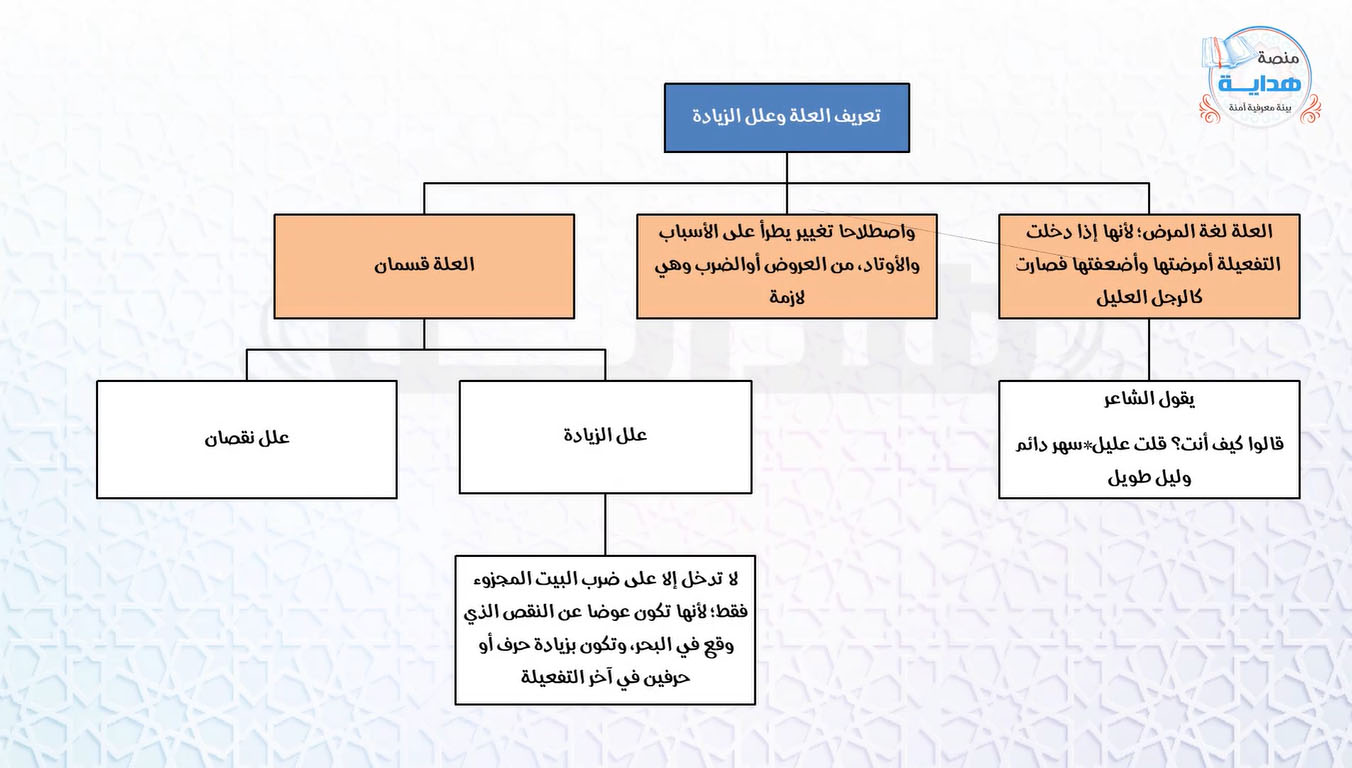 منصة
هداية
بيئة معرفية آمنة
تعريف العلة وعلل الزيادة
العلة لغة المرض؛ لأنها إذا دخلت
التفعيلة أمرضتها وأضعفتها فصارت
كالرجل العليل
واصطلاحا تغيير يطرأ على الأسباب
والأوتاد، من العروض أوالضرب وهي
لازمة
العلة قسمان
يقول الشاعر
قالوا كيف أنت؟ قلت عليل*سهر دائم
وليل طويل
علل الزيادة
علل نقصان
لا تدخل إلا على ضرب البيت المجزوء
فقط؛ لأنها تكون عوضا عن النقص الذي
وقع في البحر، وتكون بزيادة حرف أو
حرفين في آخر التفعيلة